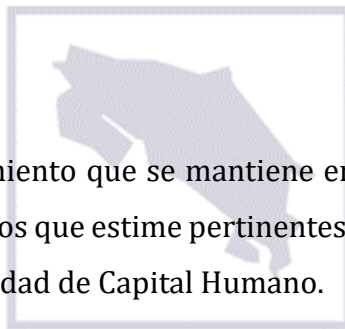 miento que se mantiene en
os que estime pertinentes
dad de Capital Humano.